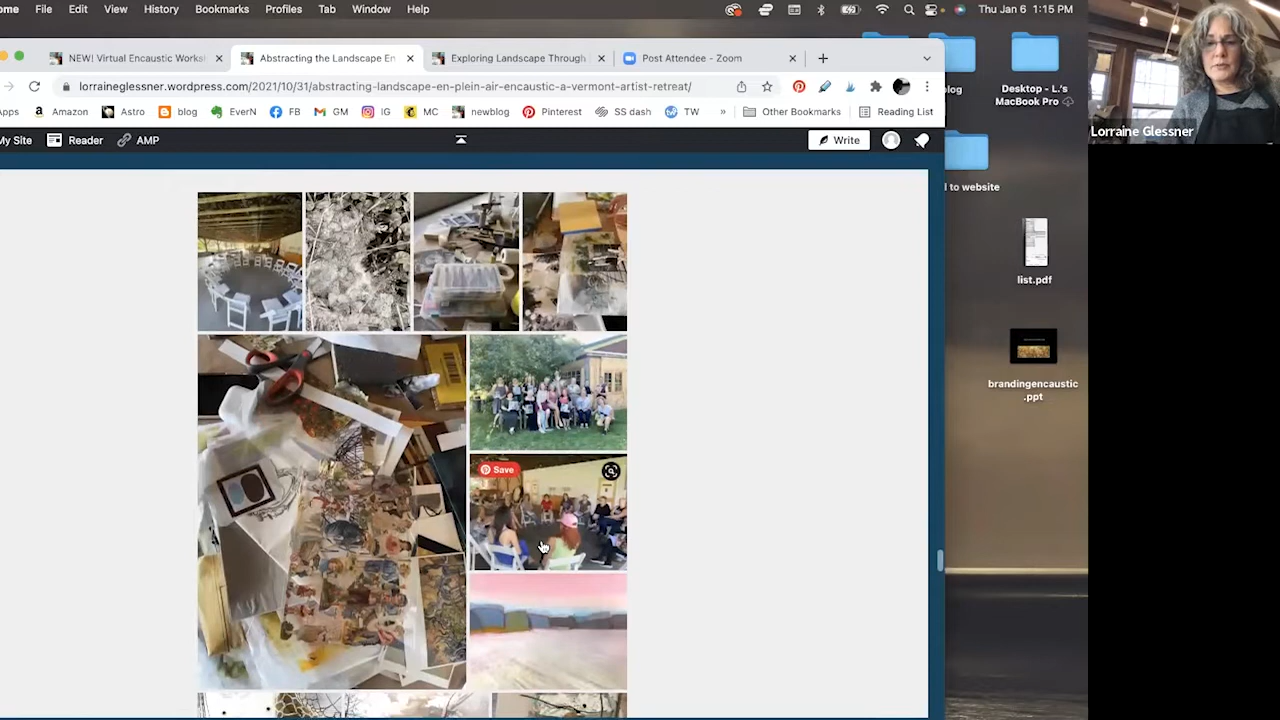 ome File Edit View History Bookmarks Profiles Tab Window Help Thu Jan 6 1:15 PM
NEW! Virtual Encaustic Works
Abstracting the Landscape En
Exploring Landscape Through
Post Attendee - Zoom
lorraineglessner.wordpress.com/2021/10/31/abstracting-landscape-en-plein-air-encaustic-a-vermont-artist-retreat/
pps Amazon Astro blog EverN FB GM IG MC newblog Pinterest SS dash TW » Other Bookmarks Reading List
My Site Reader AMP Write
Save
log
Desktop - L.'s
MacBook Pro
l to website
list.pdf
brandingencaustic
.ppt
Lorraine Glessner